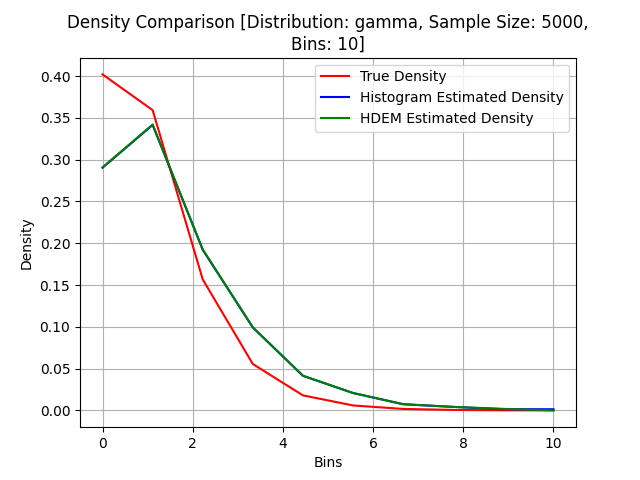 Density Comparison [Distribution: gamma, Sample Size: 5000,
Bins: 10]
True Density
Histogram Estimated Density
HDEM Estimated Density
Density
0.40
0.35
0.30
0.25
0.20
0.15
0.10
0.05
0.00
0 2 4 6 8 10
Bins